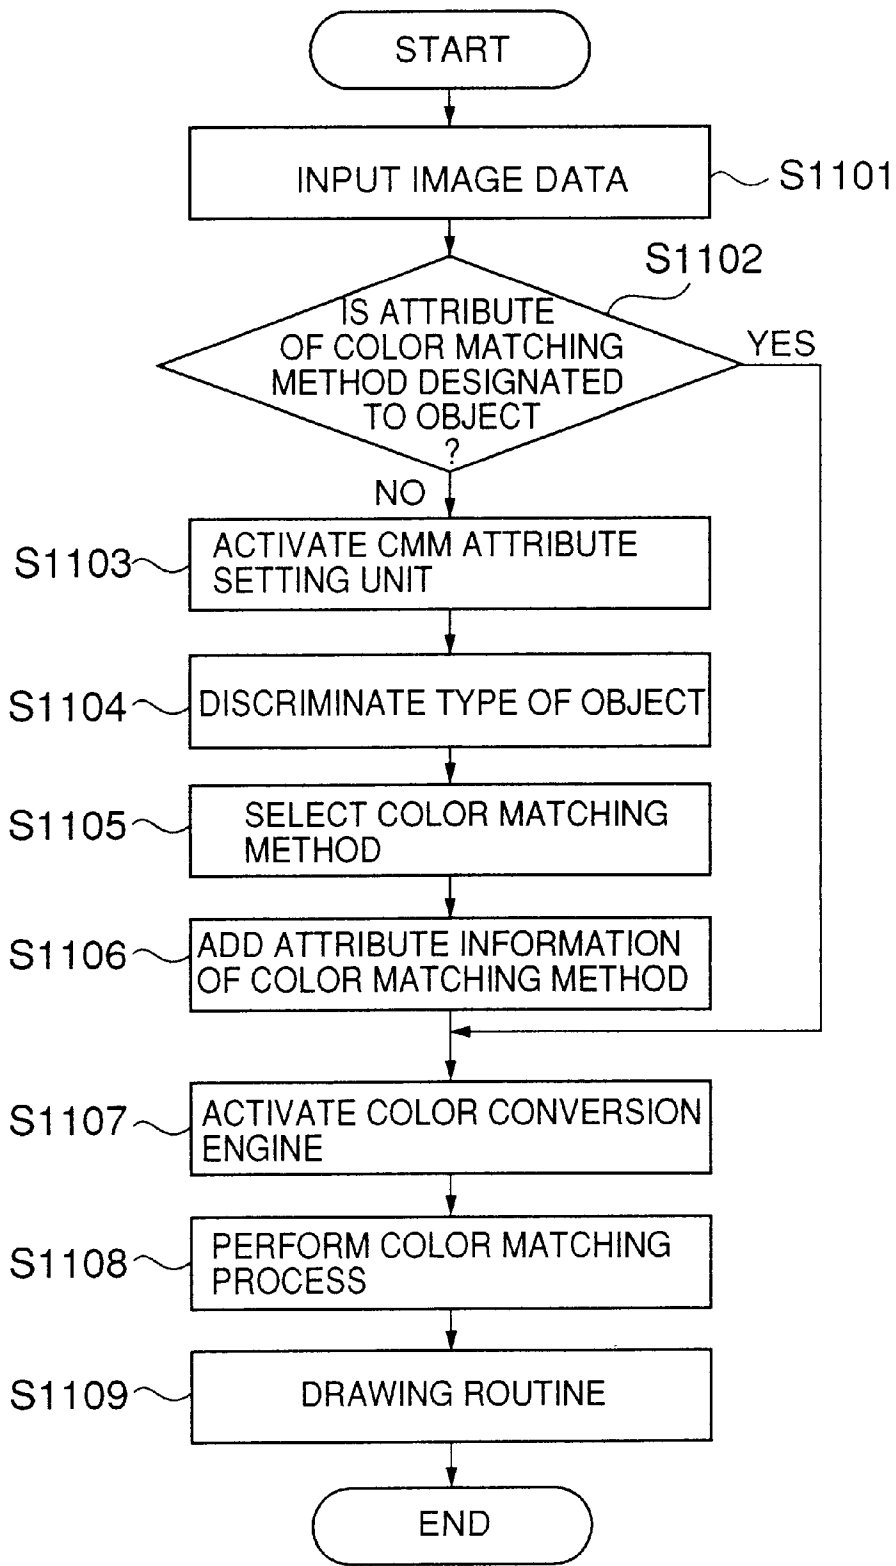 START
INPUT IMAGE DATA
S1101
S1102
IS ATTRIBUTE
OF COLOR MATCHING
METHOD DESIGNATED
TO OBJECT
?
YES
NO
S1103
ACTIVATE CMM ATTRIBUTE
SETTING UNIT
S1104
DISCRIMINATE TYPE OF OBJECT
S1105
SELECT COLOR MATCHING
METHOD
S1106
ADD ATTRIBUTE INFORMATION
OF COLOR MATCHING METHOD
S1107
ACTIVATE COLOR CONVERSION
ENGINE
S1108
PERFORM COLOR MATCHING
PROCESS
S1109
DRAWING ROUTINE
END